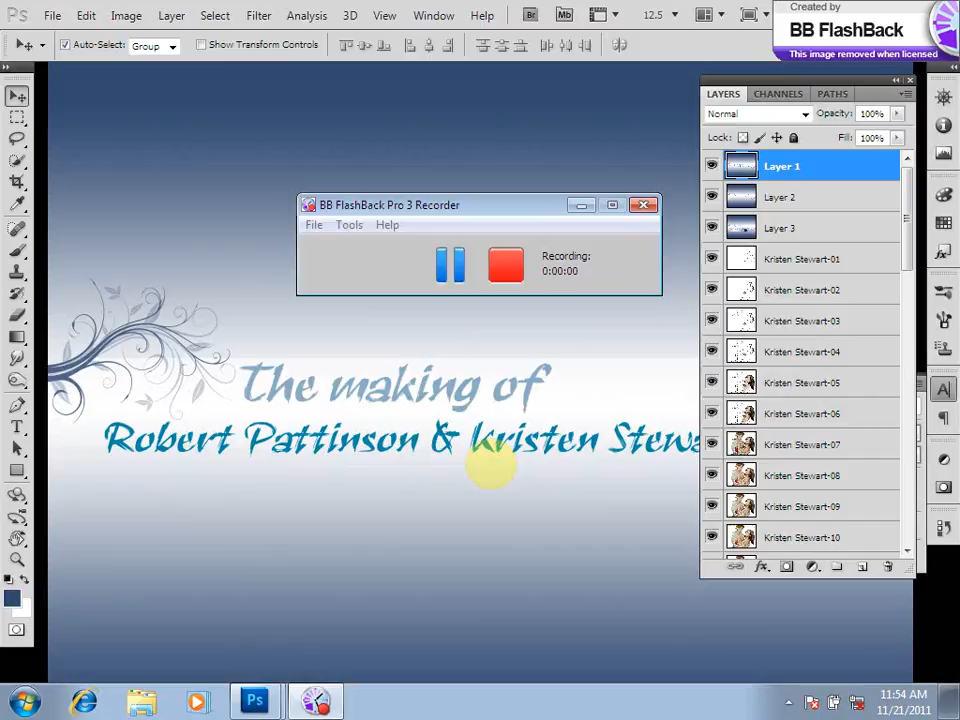 Ps File Edit Image Layer Select Filter Analysis 3D View Window Help Br Mb 12.5
Created by
BB FlashBack
This image removed when licensed
Auto-Select: Group Show Transform Controls
LAYERS CHANNELS PATHS
Normal Opacity: 100%
Lock: Fill: 100%
Layer 1
Layer 2
Layer 3
Kristen Stewart-01
Kristen Stewart-02
Kristen Stewart-03
Kristen Stewart-04
Kristen Stewart-05
Kristen Stewart-06
Kristen Stewart-07
Kristen Stewart-08
Kristen Stewart-09
Kristen Stewart-10
BB FlashBack Pro 3 Recorder
File Tools Help
Recording:
0:00:00
The making of
Robert Pattinson & Kristen Stewa
Ps
11:54 AM
11/21/2011